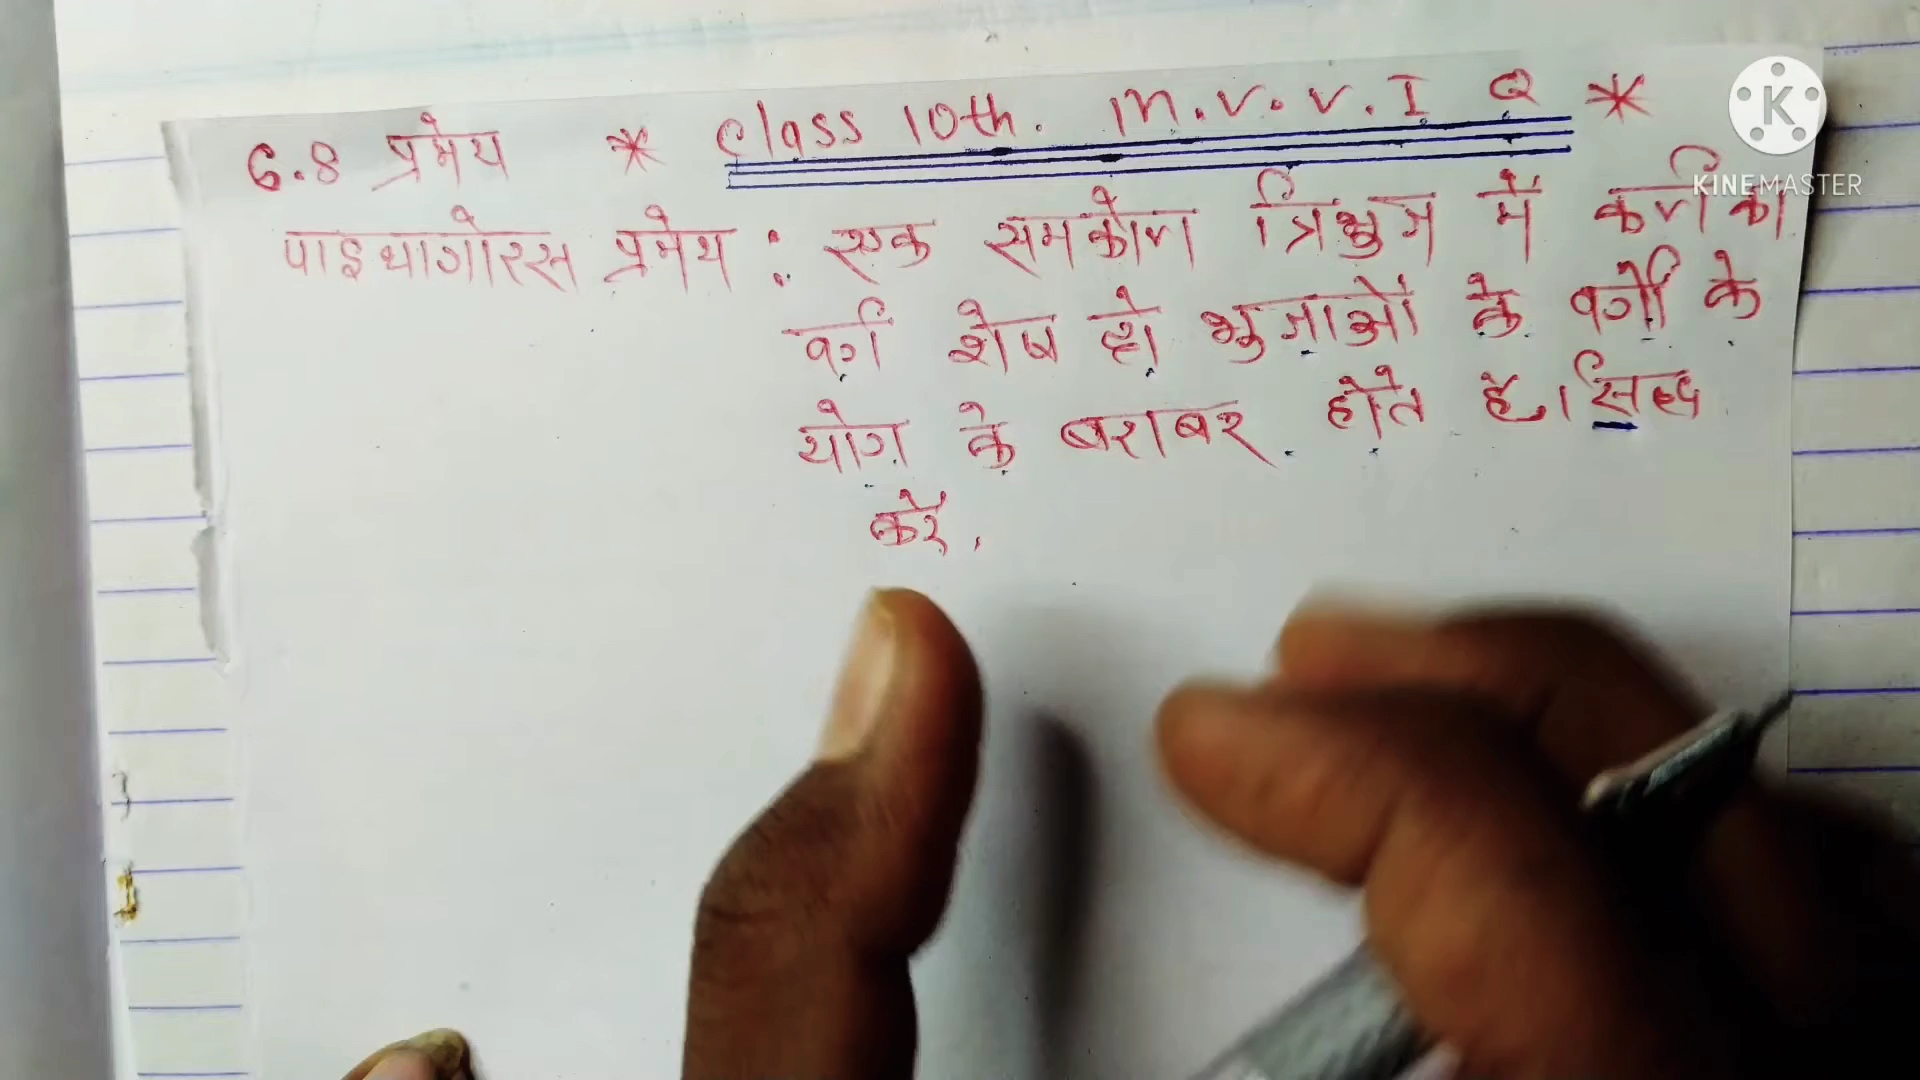 6.8 प्रमेय * Class 10th. M.V.V.I Q *
K
KINEMASTER
पाइथागोरस प्रमेय : एक समकोण त्रिभुज में कर्ण का
वर्ग शेष दो भुजाओं के वर्गो के
योग के बराबर होते है। सिद्ध
करें.